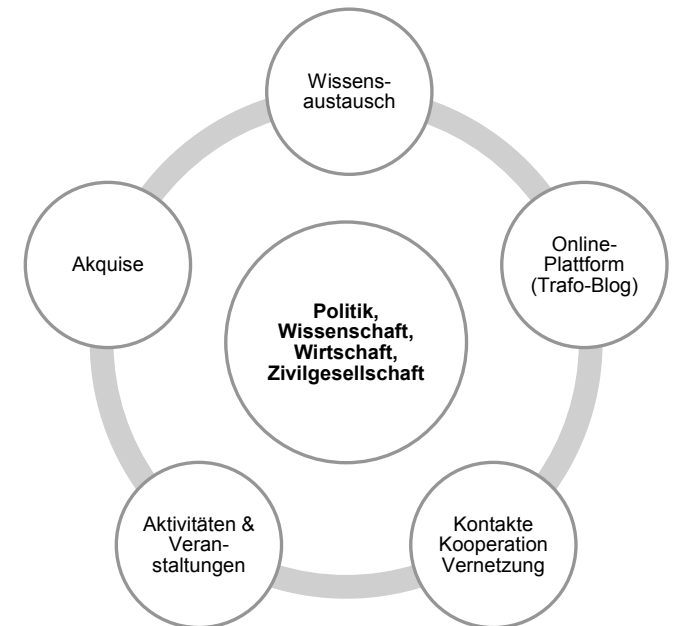 Wissens-
austausch
Online-
Plattform
(Trafo-Blog)
Kontakte
Kooperation
Vernetzung
Aktivitäten &
Veran-
staltungen
Akquise
Politik,
Wissenschaft,
Wirtschaft,
Zivilgesellschaft